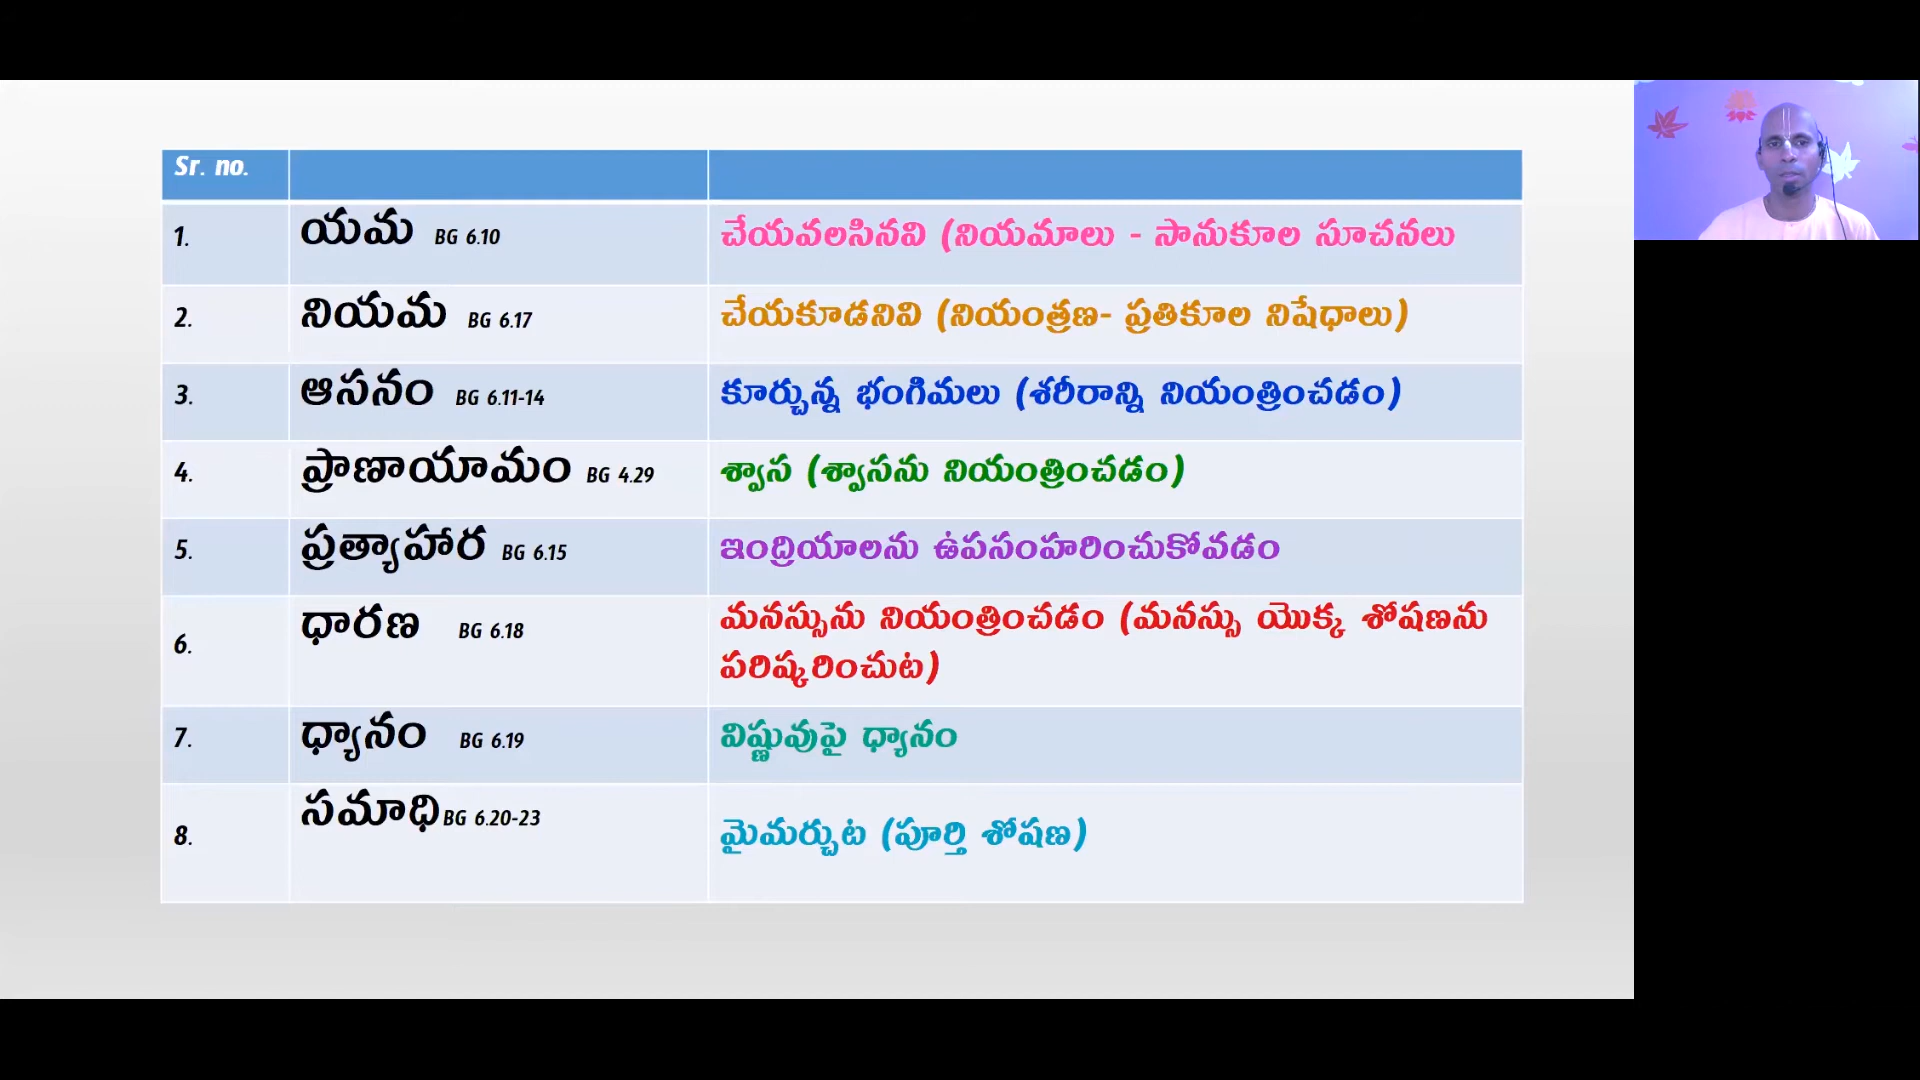 Sr. no.
1. యమ BG 6.10 చేయవలసినవి (నియమాలు - సానుకూల సూచనలు
2. నియమ BG 6.17 చేయకూడనివి (నియంత్రణ- ప్రతికూల నిషేధాలు)
3. ఆసనం BG 6.11-14 కూర్చున్న భంగిమలు (శరీరాన్ని నియంత్రించడం)
4. ప్రాణాయామం BG 4.29 శ్వాస (శ్వాసను నియంత్రించడం)
5. ప్రత్యాహార BG 6.15 ఇంద్రియాలను ఉపసంహరించుకోవడం
6. ధారణ BG 6.18 మనస్సును నియంత్రించడం (మనస్సు యొక్క శోషణను
పరిష్కరించుట)
7. ధ్యానం BG 6.19 విష్ణువుపై ధ్యానం
8. సమాధి BG 6.20-23 మైమర్చుట (పూర్తి శోషణ)